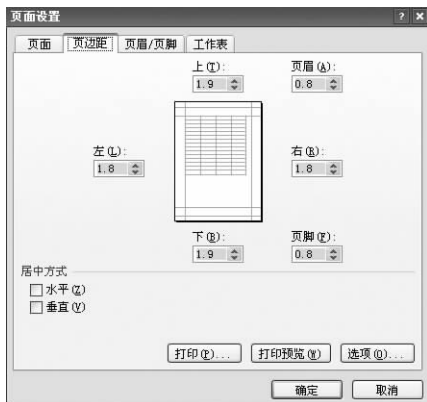 页面设置
页面 页边距 页眉/页脚 工作表
上(T): 页眉(A):
1.9 0.8
左(L): 右(R):
1.8 1.8
下(B): 页脚(F):
1.9 0.8
居中方式
水平(Z)
垂直(V)
打印(P)... 打印预览(W) 选项(O)...
确定 取消